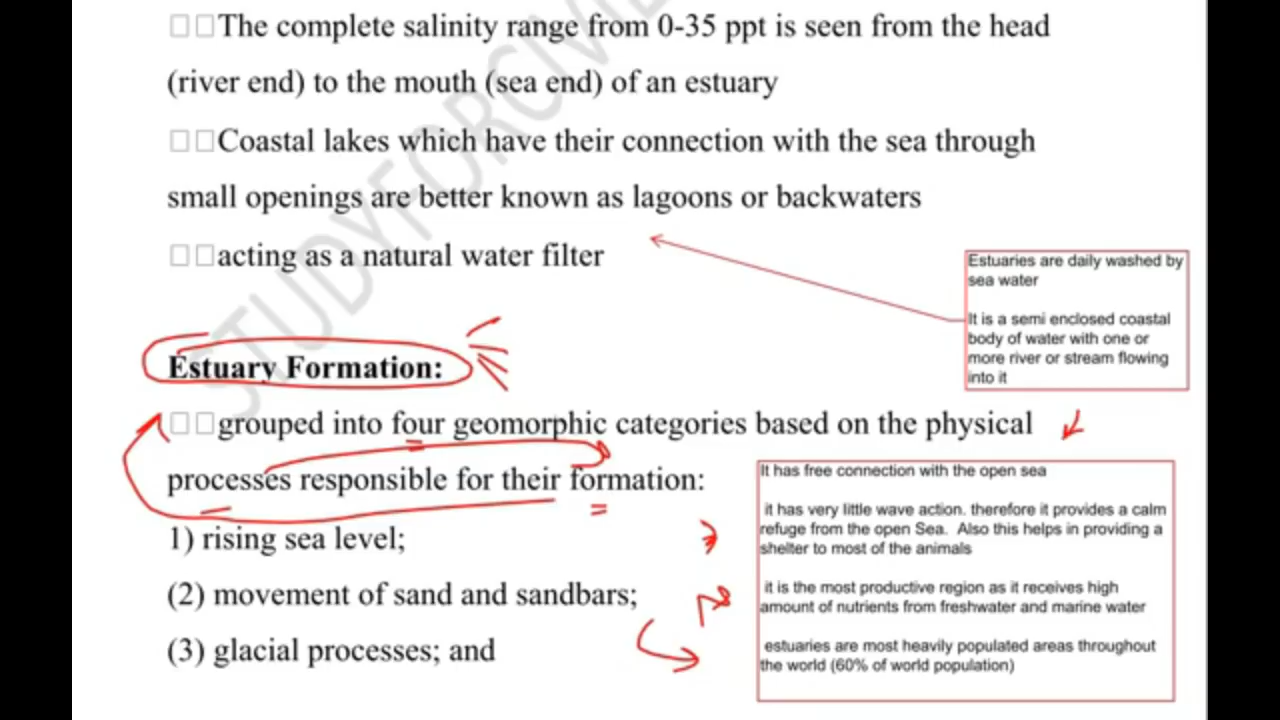 The complete salinity range from 0-35 ppt is seen from the head
(river end) to the mouth (sea end) of an estuary
Coastal lakes which have their connection with the sea through
small openings are better known as lagoons or backwaters
acting as a natural water filter
Estuaries are daily washed by
sea water
It is a semi enclosed coastal
body of water with one or
more river or stream flowing
into it
Estuary Formation:
grouped into four geomorphic categories based on the physical
processes responsible for their formation:
1) rising sea level;
(2) movement of sand and sandbars;
(3) glacial processes; and
It has free connection with the open sea
it has very little wave action. therefore it provides a calm
refuge from the open Sea. Also this helps in providing a
shelter to most of the animals
it is the most productive region as it receives high
amount of nutrients from freshwater and marine water
estuaries are most heavily populated areas throughout
the world (60% of world population)